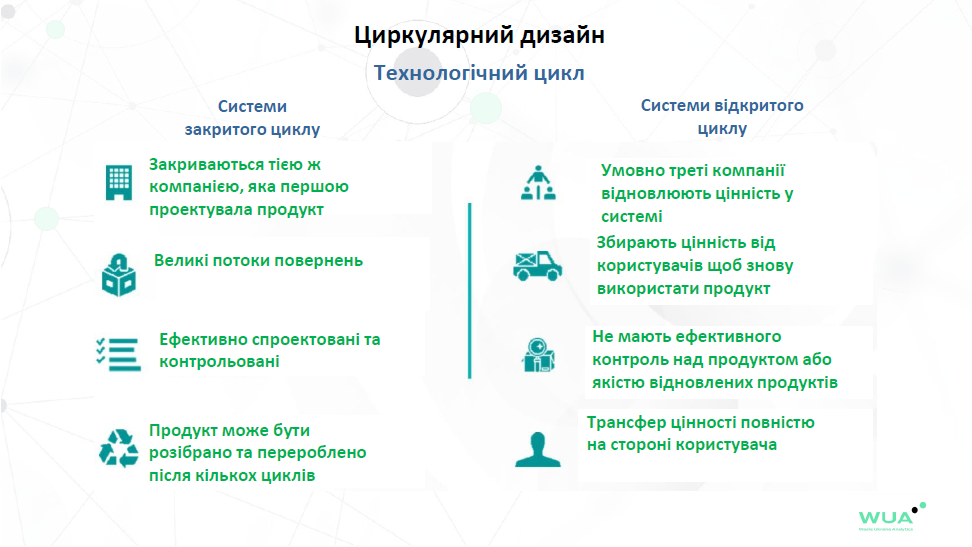 Циркулярний дизайн
Технологічний цикл
Системи
закритого циклу
Закриваються тією ж
компанією, яка першою
проектувала продукт
Великі потоки повернень
Ефективно спроектовані та
контрольовані
Продукт може бути
розібрано та перероблено
після кількох циклів
Системи відкритого
циклу
Умовно треті компанії
відновлюють цінність у
системі
Збирають цінність від
користувачів щоб знову
використати продукт
Не мають ефективного
контроль над продуктом або
якістю відновлених продуктів
Трансфер цінності повністю
на стороні користувача
WUA